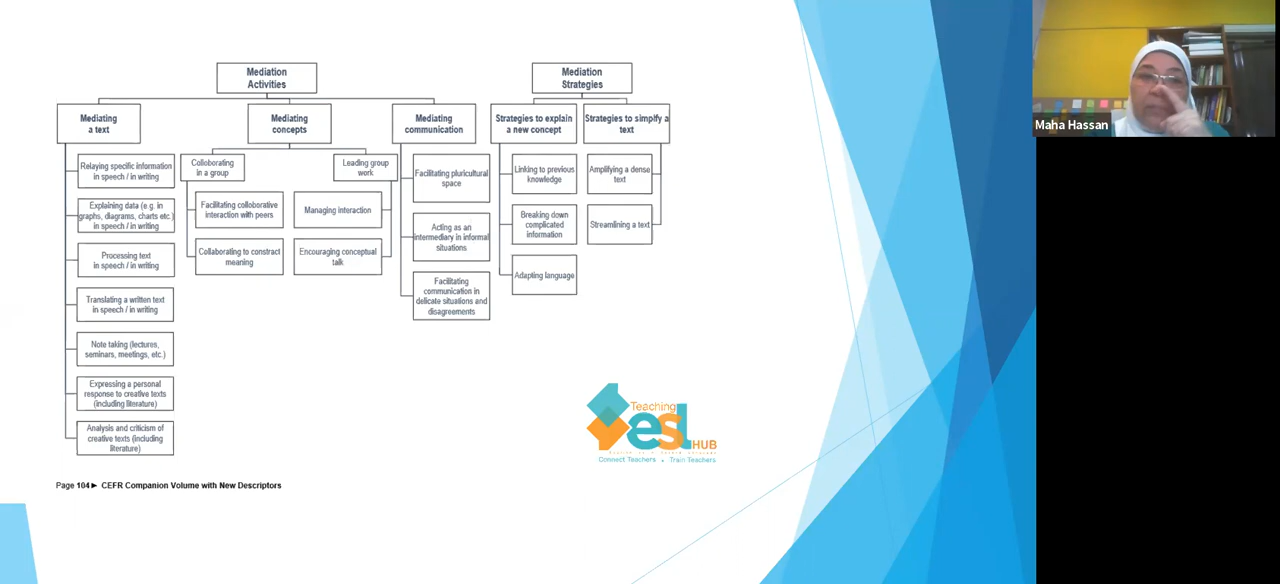 Mediation
Activities
Mediation
Strategies
Mediating
a text
Mediating
concepts
Mediating
communication
Strategies to explain
a new concept
Strategies to simplify a
text
Relaying specific information
in speech / in writing
Explaining data (e.g. in
graphs, diagrams, charts etc.)
in speech / in writing
Processing text
in speech / in writing
Translating a written text
in speech / in writing
Note taking (lectures,
seminars, meetings, etc.)
Expressing a personal
response to creative texts
(including literature)
Analysis and criticism of
creative texts (including
literature)
Collaborating
in a group
Facilitating collaborative
interaction with peers
Collaborating to constract
meaning
Leading group
work
Managing interaction
Encouraging conceptual
talk
Facilitating pluricultural
space
Acting as an
intermediary in informal
situations
Facilitating
communication in
delicate situations and
disagreements
Linking to previous
knowledge
Breaking down
complicated
information
Adapting language
Amplifying a dense
text
Streamlining a text
Teaching
esl
HUB
Connect Teachers • Train Teachers
Page 104 ► CEFR Companion Volume with New Descriptors
Maha Hassan